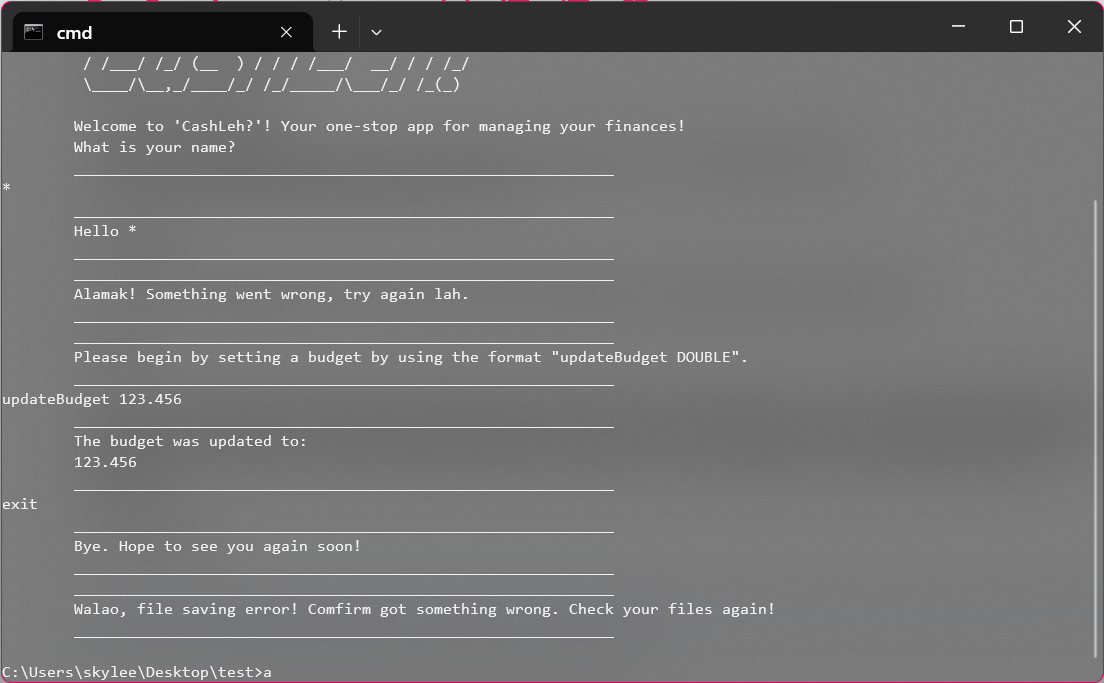 cmd
/ /___/ /_/ (__  ) / / / /___/  __/ / / /_/
\____/\__,_/____/_/ /_/_____/\___/_/ /_(_)
Welcome to 'CashLeh?'! Your one-stop app for managing your finances!
What is your name?
____________________________________________________________
*
____________________________________________________________
Hello *
____________________________________________________________
____________________________________________________________
Alamak! Something went wrong, try again lah.
____________________________________________________________
____________________________________________________________
Please begin by setting a budget by using the format "updateBudget DOUBLE".
____________________________________________________________
updateBudget 123.456
____________________________________________________________
The budget was updated to:
123.456
____________________________________________________________
exit
____________________________________________________________
Bye. Hope to see you again soon!
____________________________________________________________
____________________________________________________________
Walao, file saving error! Comfirm got something wrong. Check your files again!
____________________________________________________________
C:\Users\skylee\Desktop\test>a